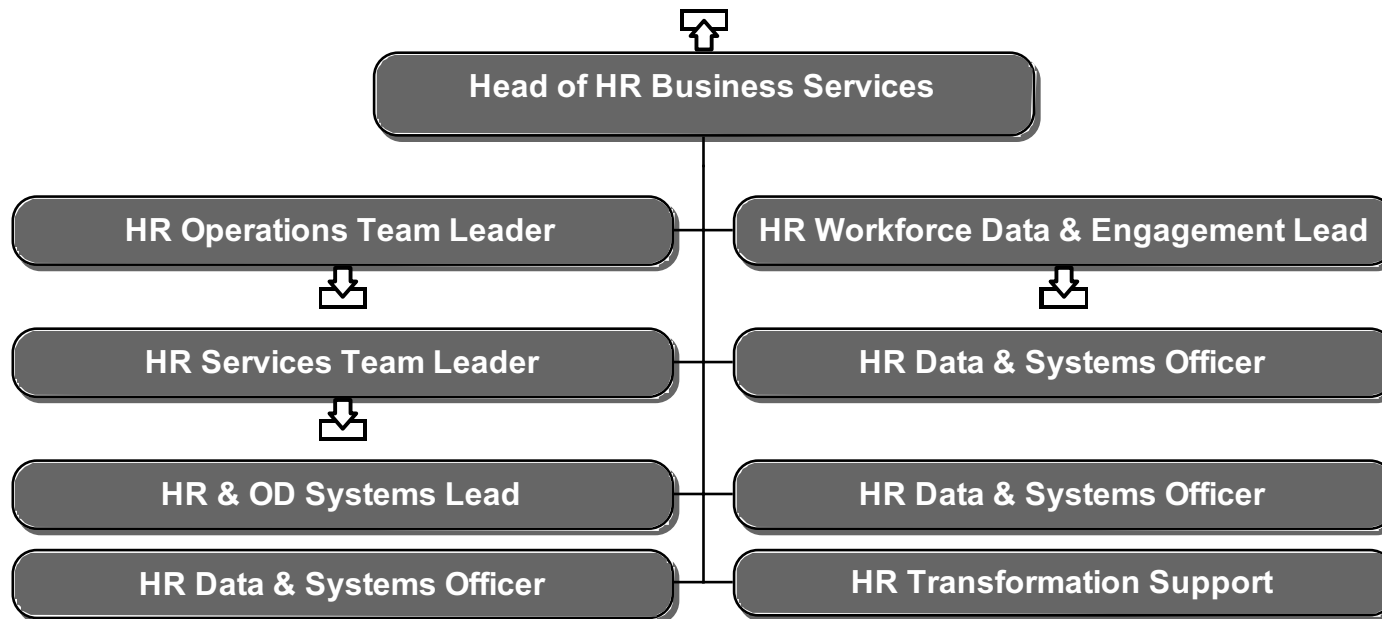 Head of HR Business Services
HR Operations Team Leader
HR Workforce Data & Engagement Lead
HR Services Team Leader
HR Data & Systems Officer
HR & OD Systems Lead
HR Data & Systems Officer
HR Data & Systems Officer
HR Transformation Support